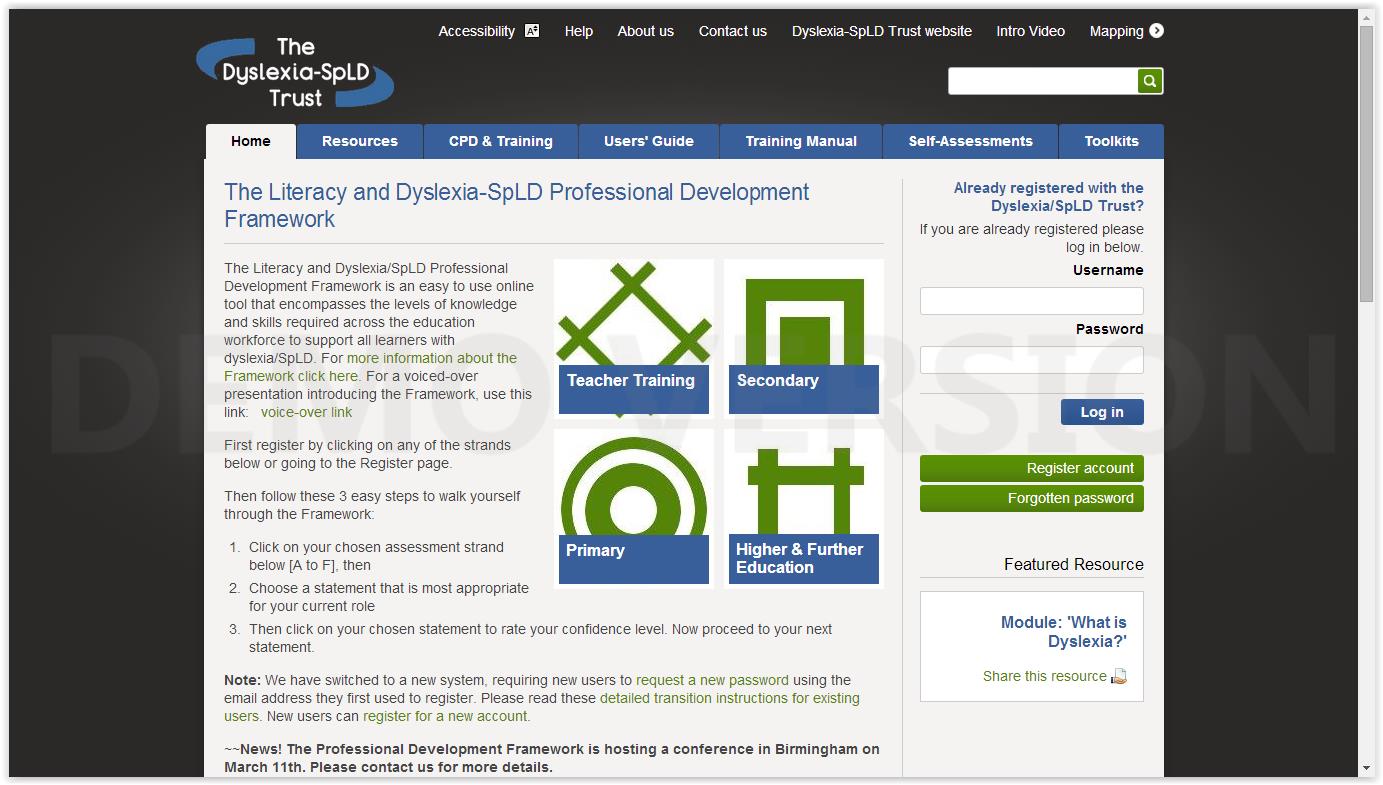 Accessibility Help About us Contact us Dyslexia-SpLD Trust website Intro Video Mapping
The
Dyslexia-SpLD
Trust
Home Resources CPD & Training Users' Guide Training Manual Self-Assessments Toolkits
The Literacy and Dyslexia-SpLD Professional Development
Framework
The Literacy and Dyslexia/SpLD Professional
Development Framework is an easy to use online
tool that encompasses the levels of knowledge
and skills required across the education
workforce to support all learners with
dyslexia/SpLD. For more information about the
Framework click here. For a voiced-over
presentation introducing the Framework, use this
link: voice-over link
First register by clicking on any of the strands
below or going to the Register page.
Then follow these 3 easy steps to walk yourself
through the Framework:
1. Click on your chosen assessment strand
below [A to F], then
2. Choose a statement that is most appropriate
for your current role
3. Then click on your chosen statement to rate your confidence level. Now proceed to your next
statement.
Note: We have switched to a new system, requiring new users to request a new password using the
email address they first used to register. Please read these detailed transition instructions for existing
users. New users can register for a new account.
~~News! The Professional Development Framework is hosting a conference in Birmingham on
March 11th. Please contact us for more details.
Teacher Training
Secondary
Primary
Higher & Further
Education
Already registered with the
Dyslexia/SpLD Trust?
If you are already registered please
log in below.
Username
Password
Log in
Register account
Forgotten password
Featured Resource
Module: 'What is
Dyslexia?'
Share this resource
DEMO VERSION